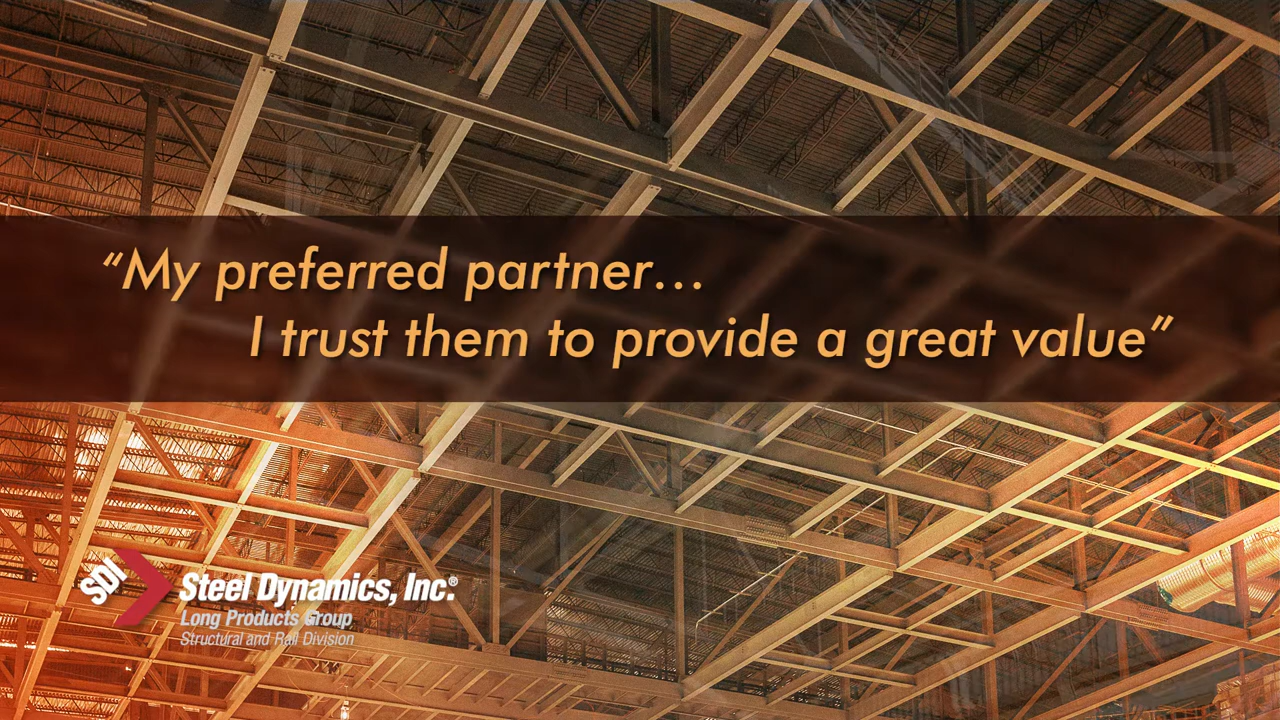 “My preferred partner…
I trust them to provide a great value”
SDI
Steel Dynamics, Inc.®
Long Products Group
Structural and Rail Division